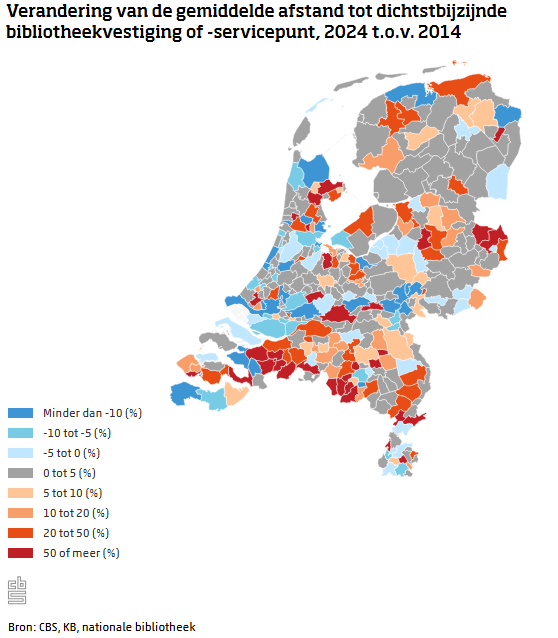 Verandering van de gemiddelde afstand tot dichtstbijzijnde
bibliotheekvestiging of -servicepunt, 2024 t.o.v. 2014
Minder dan -10 (%)
-10 tot -5 (%)
-5 tot 0 (%)
0 tot 5 (%)
5 tot 10 (%)
10 tot 20 (%)
20 tot 50 (%)
50 of meer (%)
cbs
Bron: CBS, KB, nationale bibliotheek